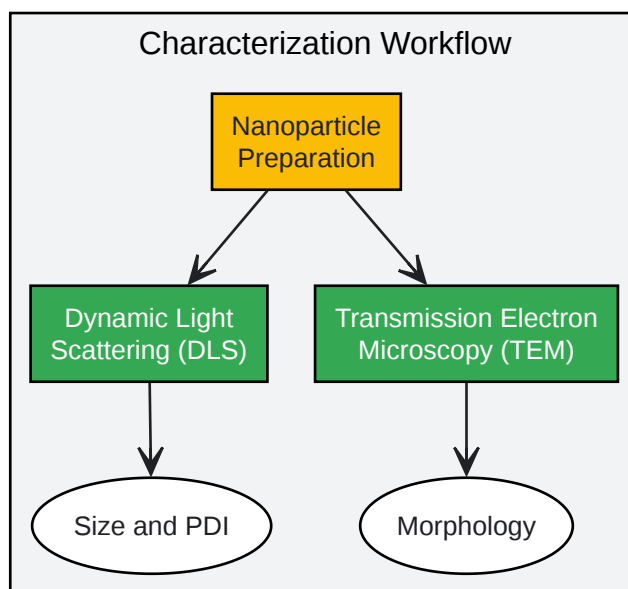 Characterization Workflow
Nanoparticle
Preparation
Dynamic Light
Scattering (DLS)
Transmission Electron
Microscopy (TEM)
Size and PDI
Morphology